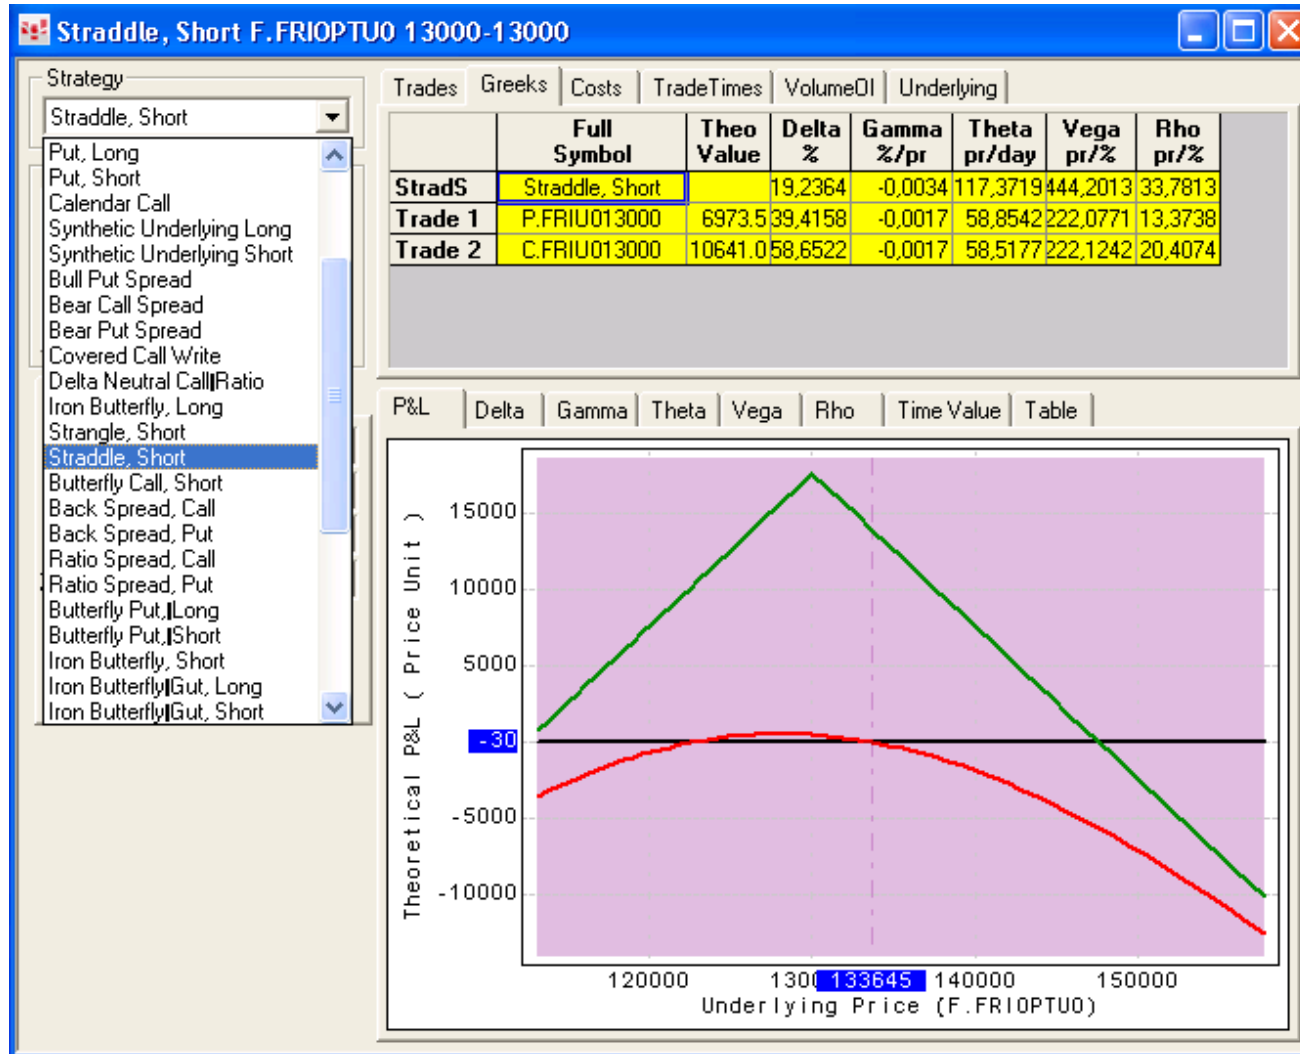 Straddle, Short F.FRIOPTU0 13000-13000
Strategy
Straddle, Short
Put, Long
Put, Short
Calendar Call
Synthetic Underlying Long
Synthetic Underlying Short
Bull Put Spread
Bear Call Spread
Bear Put Spread
Covered Call Write
Delta Neutral Call|Ratio
Iron Butterfly, Long
Strangle, Short
Straddle, Short
Butterfly Call, Short
Back Spread, Call
Back Spread, Put
Ratio Spread, Call
Ratio Spread, Put
Butterfly Put,|Long
Butterfly Put,|Short
Iron Butterfly, Short
Iron Butterfly|Gut, Long
Iron Butterfly|Gut, Short
Trades Greeks Costs TradeTimes VolumeOI Underlying
Full Symbol Theo Value Delta % Gamma %/pr Theta pr/day Vega pr/% Rho pr/%
StradS Straddle, Short 19,2364 -0,0034 117,3719 444,2013 33,7813
Trade 1 P.FRIU013000 6973.5 39,4158 -0,0017 58,8542 222,0771 13,3738
Trade 2 C.FRIU013000 10641.0 58,6522 -0,0017 58,5177 222,1242 20,4074
P&L Delta Gamma Theta Vega Rho Time Value Table
Theoretical P&L ( Price Unit )
15000
10000
5000
-30
-5000
-10000
120000 1300 133645 140000 150000
Underlying Price (F.FRIOPTU0)